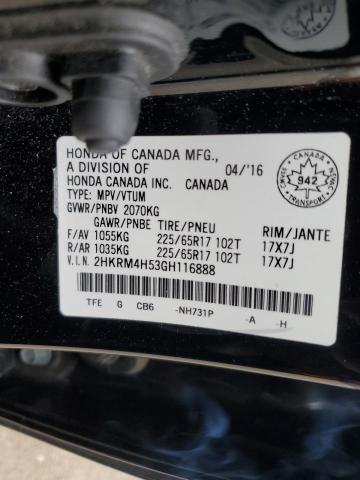 HONDA OF CANADA MFG.,
A DIVISION OF 04/'16
HONDA CANADA INC. CANADA
TYPE: MPV/VTUM
GVWR/PNBV 2070KG
GAWR/PNBE TIRE/PNEU RIM/JANTE
F/AV 1055KG 225/65R17 102T 17X7J
R/AR 1035KG 225/65R17 102T 17X7J
V.I.N. 2HKRM4H53GH116888
TFE G CB6 -NH731P -A -H
942